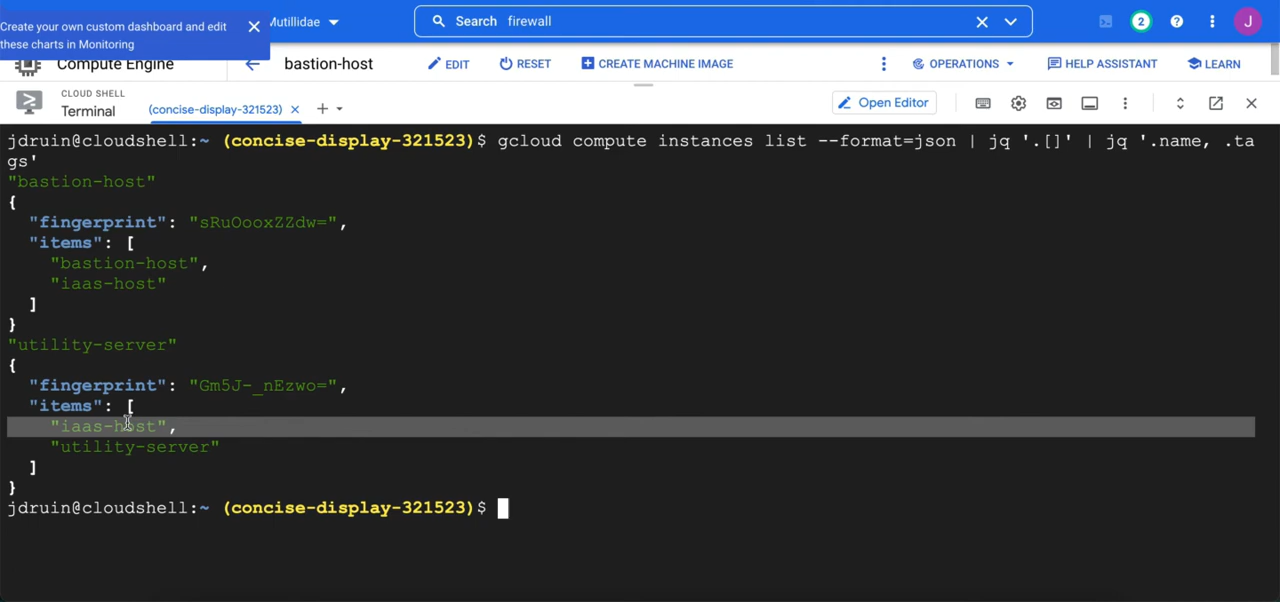 Create your own custom dashboard and edit
these charts in Monitoring
Mutillidae
Search firewall
2
J
Compute Engine
bastion-host
EDIT
RESET
CREATE MACHINE IMAGE
OPERATIONS
HELP ASSISTANT
LEARN
CLOUD SHELL
Terminal
(concise-display-321523)
Open Editor
jdruin@cloudshell:~ (concise-display-321523)$ gcloud compute instances list --format=json | jq '.[]' | jq '.name, .ta
gs'
"bastion-host"
{
"fingerprint": "sRuOooxZZdw=",
"items": [
"bastion-host",
"iaas-host"
]
}
"utility-server"
{
"fingerprint": "Gm5J-_nEzwo=",
"items": [
"iaas-host",
"utility-server"
]
}
jdruin@cloudshell:~ (concise-display-321523)$